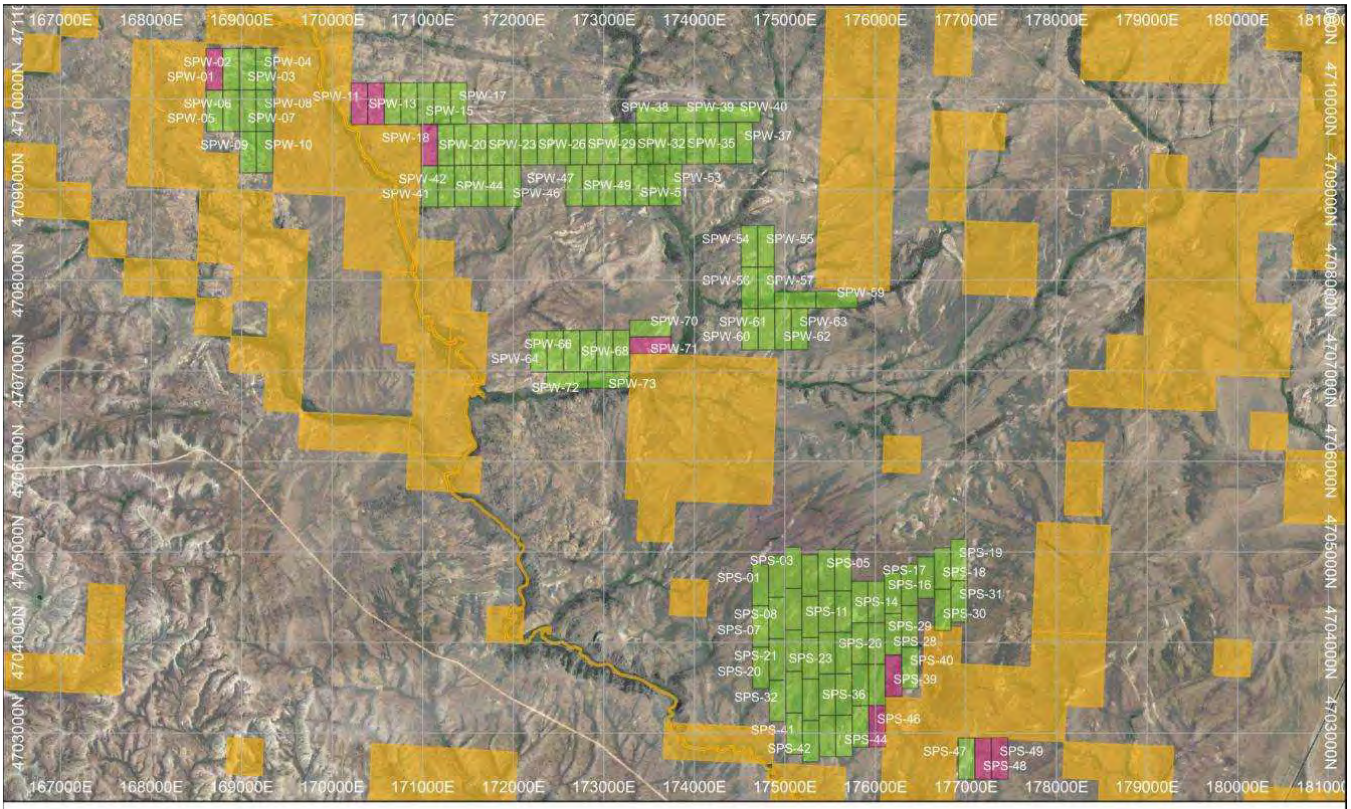 167000E 168000E 169000E 170000E 171000E 172000E 173000E 174000E 175000E 176000E 177000E 178000E 179000E 180000E 181000E
4710000N 4710000N
4709000N 4709000N
4708000N 4708000N
4707000N 4707000N
4706000N 4706000N
4705000N 4705000N
4704000N 4704000N
4703000N 4703000N
SPW-02 SPW-04
SPW-01 SPW-03
SPW-06 SPW-08
SPW-05 SPW-07
SPW-09 SPW-10
SPW-11 SPW-13 SPW-15 SPW-17
SPW-38 SPW-39 SPW-40
SPW-18 SPW-20 SPW-23 SPW-26 SPW-29 SPW-32 SPW-35 SPW-37
SPW-42 SPW-44 SPW-47 SPW-49 SPW-53
SPW-41 SPW-46 SPW-51
SPW-54 SPW-55
SPW-56 SPW-57
SPW-59
SPW-61 SPW-63
SPW-60 SPW-62
SPW-70
SPW-66 SPW-68 SPW-71
SPW-64
SPW-72 SPW-73
SPS-03 SPS-05 SPS-17 SPS-19
SPS-01 SPS-16 SPS-18
SPS-08 SPS-11 SPS-14 SPS-31
SPS-07 SPS-29 SPS-30
SPS-21 SPS-23 SPS-25 SPS-28
SPS-20 SPS-40
SPS-32 SPS-36 SPS-39
SPS-41 SPS-44 SPS-46
SPS-42 SPS-47 SPS-49
SPS-48
167000E 168000E 169000E 170000E 171000E 172000E 173000E 174000E 175000E 176000E 177000E 178000E 179000E 180000E